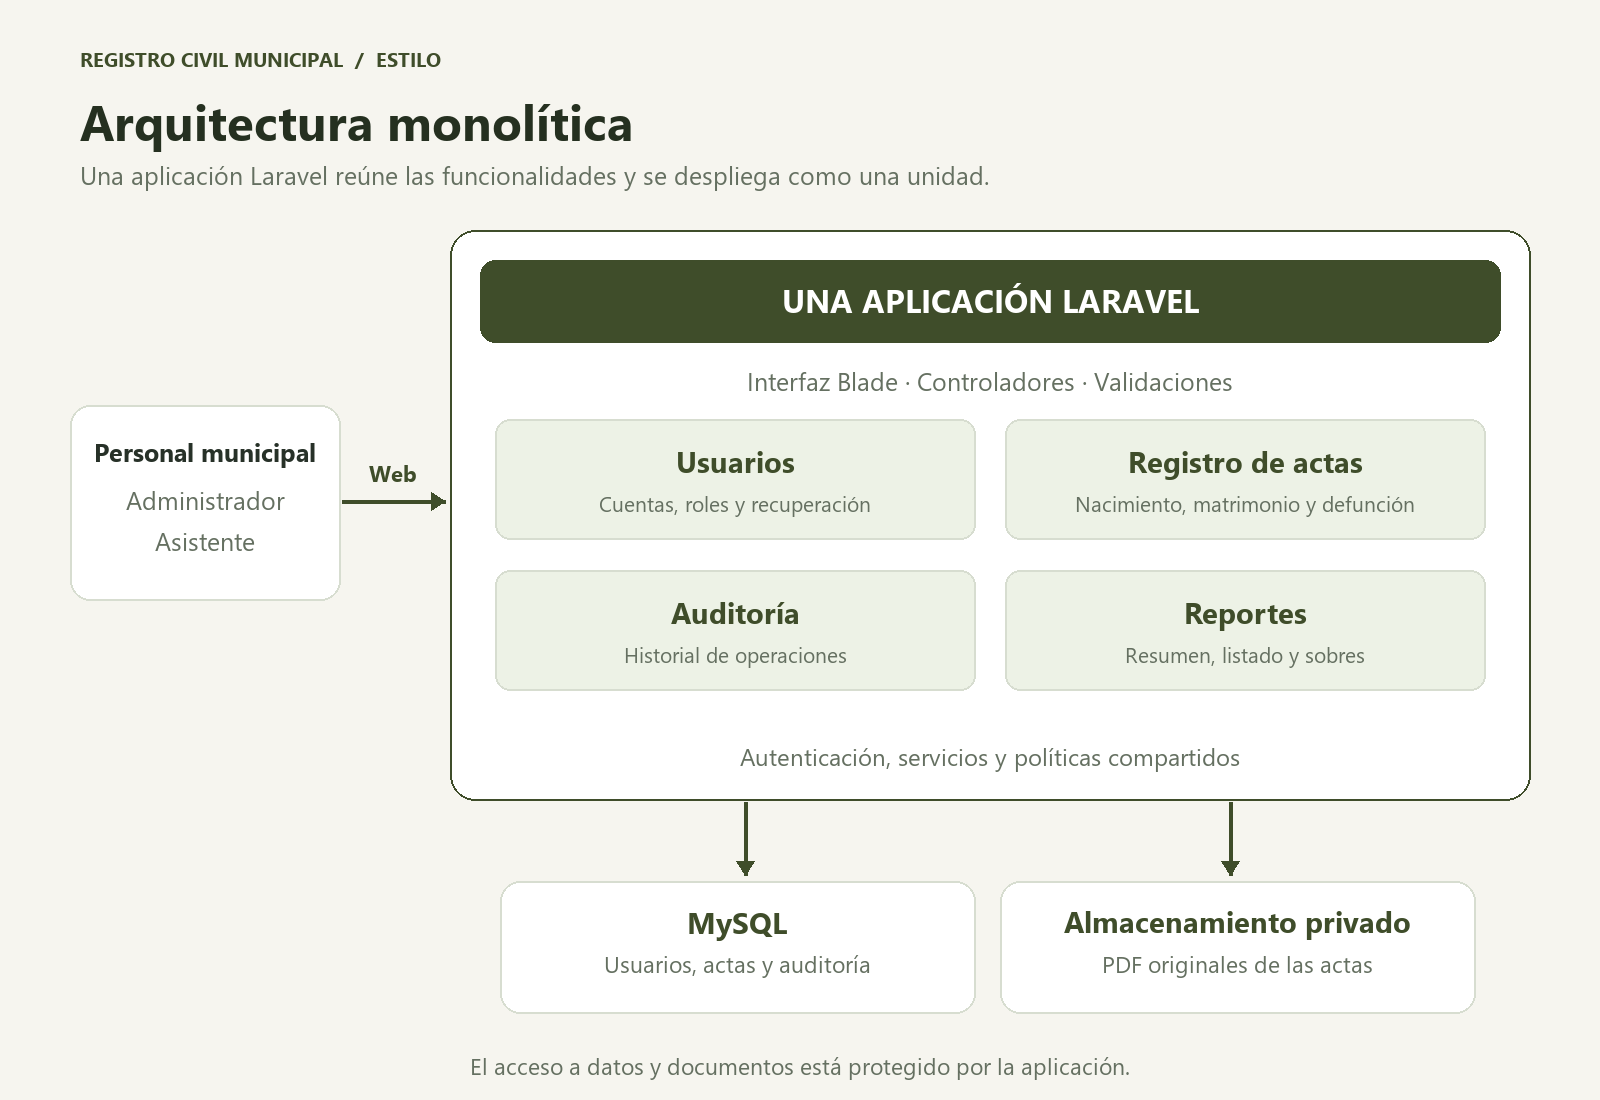 REGISTRO CIVIL MUNICIPAL / ESTILO
Arquitectura monolítica
Una aplicación Laravel reúne las funcionalidades y se despliega como una unidad.
UNA APLICACIÓN LARAVEL
Interfaz Blade · Controladores · Validaciones
Personal municipal
Administrador
Asistente
Web
Usuarios
Cuentas, roles y recuperación
Registro de actas
Nacimiento, matrimonio y defunción
Auditoría
Historial de operaciones
Reportes
Resumen, listado y sobres
Autenticación, servicios y políticas compartidos
MySQL
Usuarios, actas y auditoría
Almacenamiento privado
PDF originales de las actas
El acceso a datos y documentos está protegido por la aplicación.